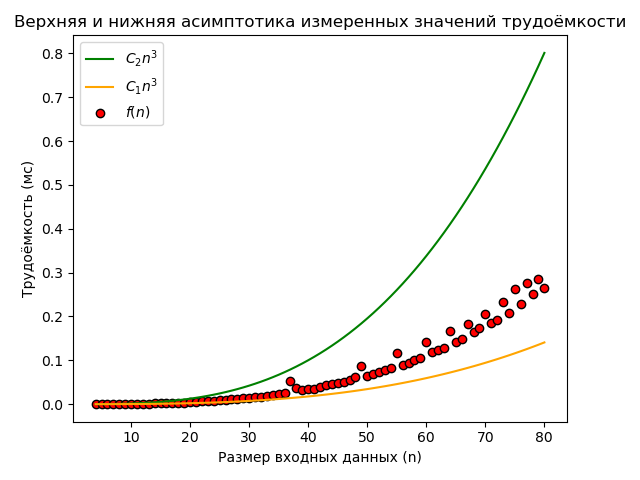 Верхняя и нижняя асимптотика измеренных значений трудоёмкости
C₂n³
C₁n³
f(n)
Трудоёмкость (мс)
0.8
0.7
0.6
0.5
0.4
0.3
0.2
0.1
0.0
10 20 30 40 50 60 70 80
Размер входных данных (n)